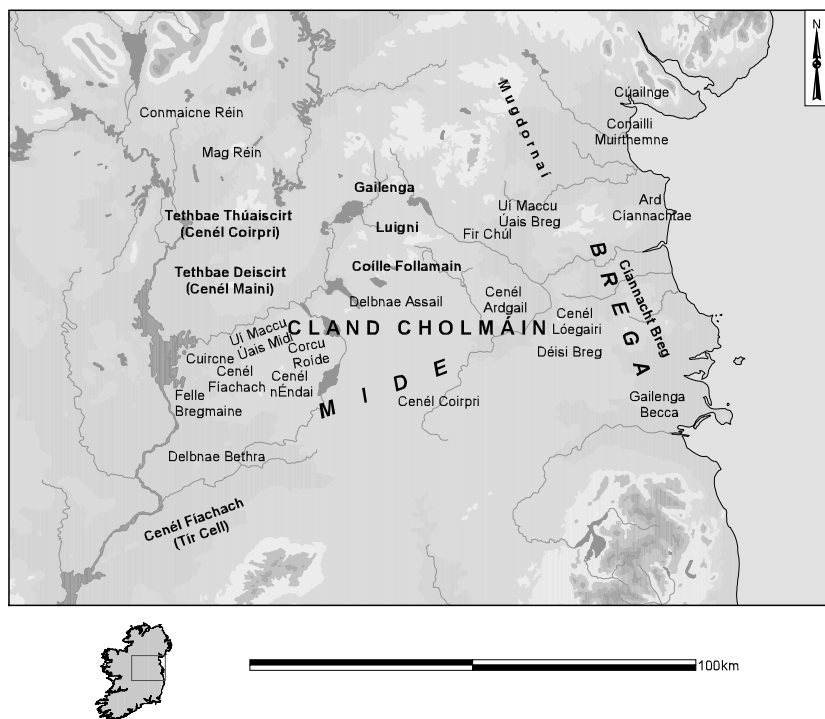 N
Cúailnge
Mugdornaí
Conmaicne Réin
Conailli
Muirthemne
Mag Réin
Gailenga
Ard
Cíannachtae
Uí Maccu
Úais Breg
Tethbae Thúaiscirt
(Cenél Coirpri)
Luigni
Fir Chúl
Tethbae Deiscirt
(Cenél Maini)
Coílle Follamain
BREGA
Cíannacht Breg
Delbnae Assail
Cenél
Ardgail
Cenél
Lóegairi
CLAND CHOLMÁIN
Uí Maccu
Úais Midi
Corcu
Roíde
Déisi Breg
Cuircne
Cenél
Fíachach
Cenél
nÉndai
MIDE
Felle
Bregmaine
Cenél Coirpri
Gailenga
Becca
Delbnae Bethra
Cenél Fíachach
(Tír Cell)
100km